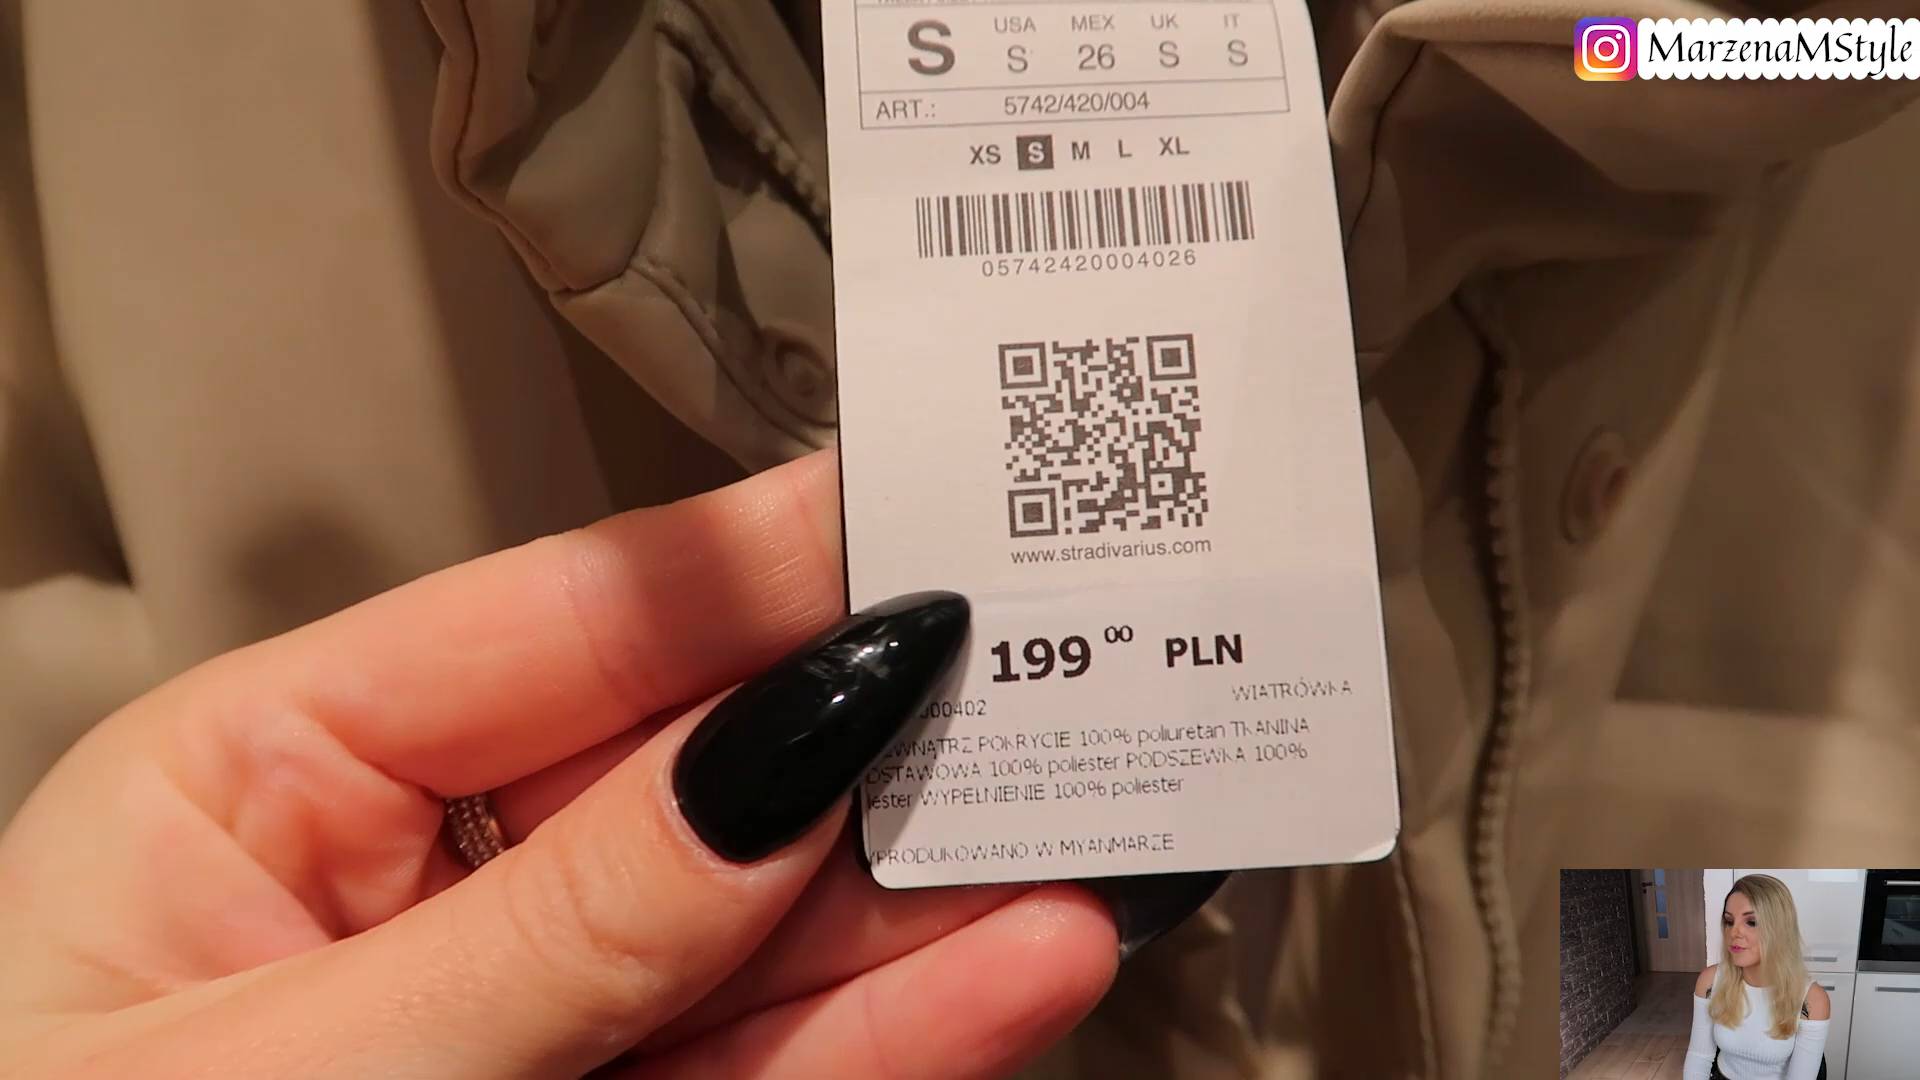 MarzenaMStyle
USA MEX UK IT
S S 26 S S
ART.: 5742/420/004
XS S M L XL
05742420004026
www.stradivarius.com
199 00 PLN
WIATRÓWKA
POKRYCIE 100% poliuretan TKANINA
100% poliester PODSZEWKA 100%
WYPEŁNIENIE 100% poliester
W MYANMARZE